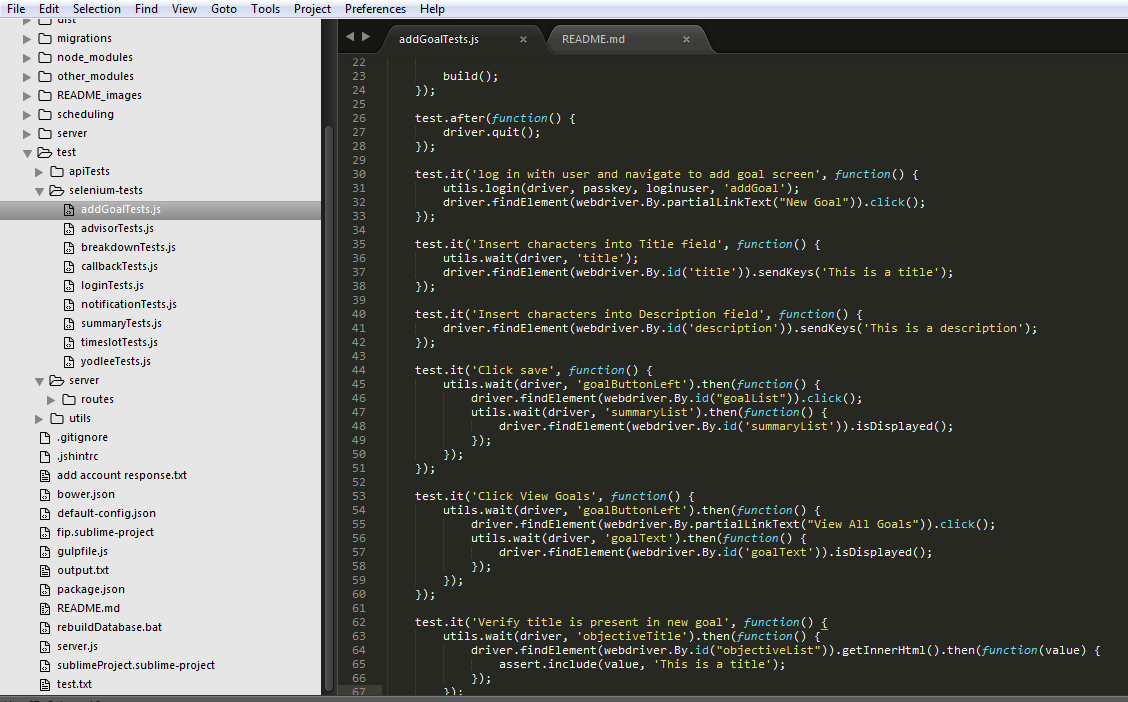 File Edit Selection Find View Goto Tools Project Preferences Help
dist
migrations
node_modules
other_modules
README_images
scheduling
server
test
apiTests
selenium-tests
addGoalTests.js
advisorTests.js
breakdownTests.js
callbackTests.js
loginTests.js
notificationTests.js
summaryTests.js
timeslotTests.js
yodleeTests.js
server
routes
utils
.gitignore
.jshintrc
add account response.txt
bower.json
default-config.json
fip.sublime-project
gulpfile.js
output.txt
package.json
README.md
rebuildDatabase.bat
server.js
sublimeProject.sublime-project
test.txt
addGoalTests.js × README.md ×
22
23 build();
24 });
25
26 test.after(function() {
27 driver.quit();
28 });
29
30 test.it('log in with user and navigate to add goal screen', function() {
31 utils.login(driver, passkey, loginuser, 'addGoal');
32 driver.findElement(webdriver.By.partialLinkText("New Goal")).click();
33 });
34
35 test.it('Insert characters into Title field', function() {
36 utils.wait(driver, 'title');
37 driver.findElement(webdriver.By.id('title')).sendKeys('This is a title');
38 });
39
40 test.it('Insert characters into Description field', function() {
41 driver.findElement(webdriver.By.id('description')).sendKeys('This is a description');
42 });
43
44 test.it('Click save', function() {
45 utils.wait(driver, 'goalButtonLeft').then(function() {
46 driver.findElement(webdriver.By.id("goalList")).click();
47 utils.wait(driver, 'summaryList').then(function() {
48 driver.findElement(webdriver.By.id('summaryList')).isDisplayed();
49 });
50 });
51 });
52
53 test.it('Click View Goals', function() {
54 utils.wait(driver, 'goalButtonLeft').then(function() {
55 driver.findElement(webdriver.By.partialLinkText("View All Goals")).click();
56 utils.wait(driver, 'goalText').then(function() {
57 driver.findElement(webdriver.By.id('goalText')).isDisplayed();
58 });
59 });
60 });
61
62 test.it('Verify title is present in new goal', function() {
63 utils.wait(driver, 'objectiveTitle').then(function() {
64 driver.findElement(webdriver.By.id("objectiveList")).getInnerHtml().then(function(value) {
65 assert.include(value, 'This is a title');
66 });
67 });